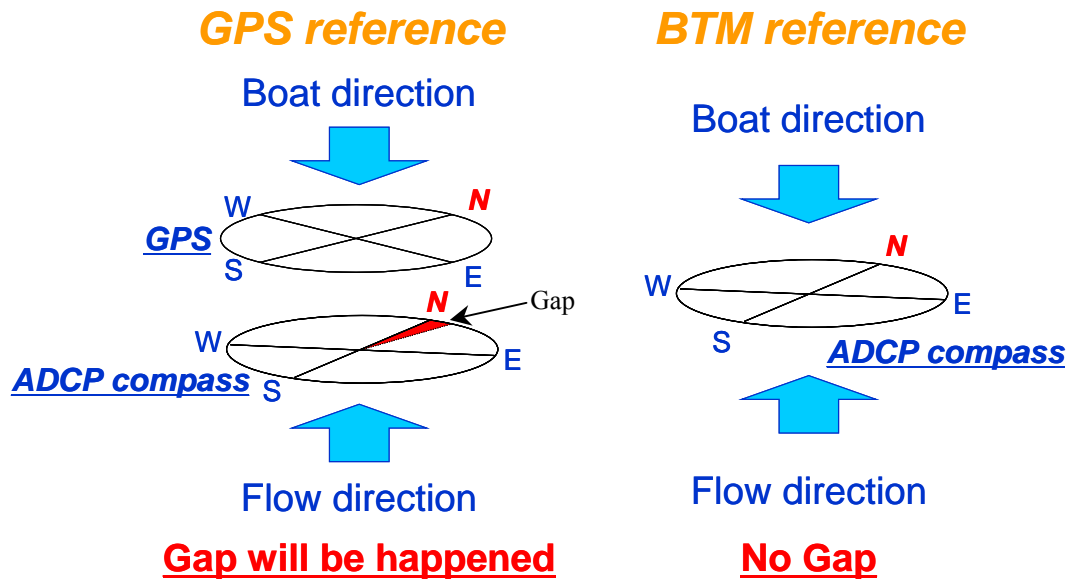 GPS reference
Boat direction
W
N
GPS
S
E
N
Gap
W
E
ADCP compass
S
Flow direction
Gap will be happened
BTM reference
Boat direction
N
W
E
S
ADCP compass
Flow direction
No Gap